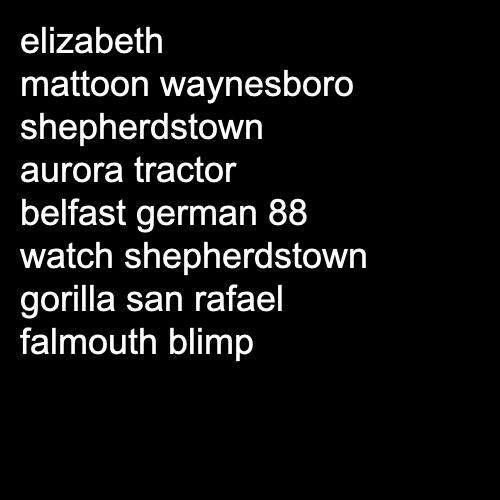 elizabeth
mattoon waynesboro
shepherdstown
aurora tractor
belfast german 88
watch shepherdstown
gorilla san rafael
falmouth blimp